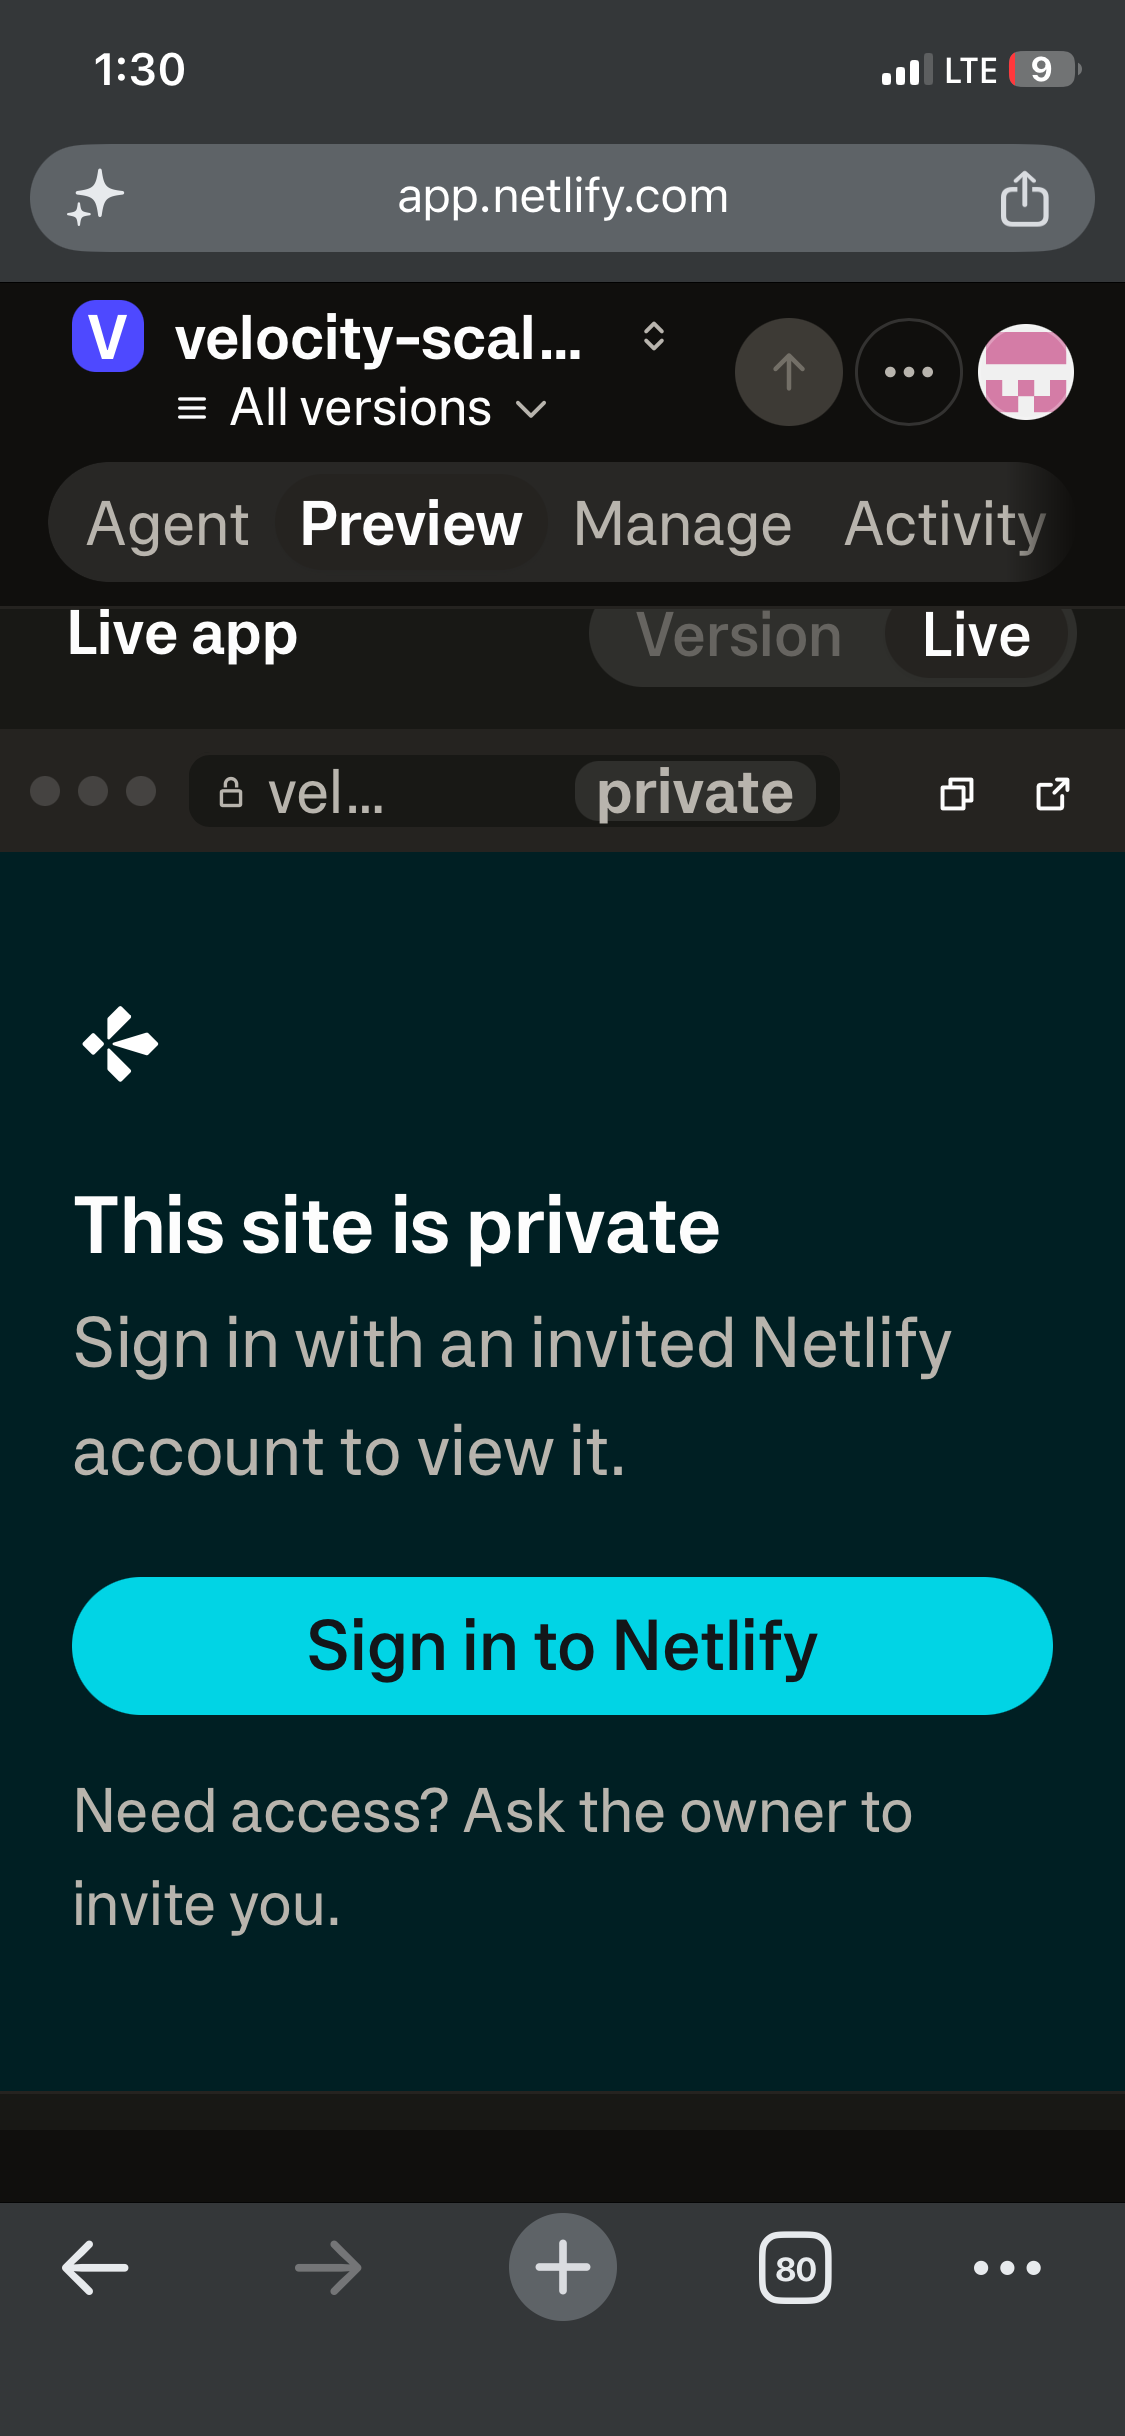 1:30
LTE 9
app.netlify.com
V velocity-scal...
All versions
Agent Preview Manage Activity
Live app Version Live
vel... private
This site is private
Sign in with an invited Netlify
account to view it.
Sign in to Netlify
Need access? Ask the owner to
invite you.
80